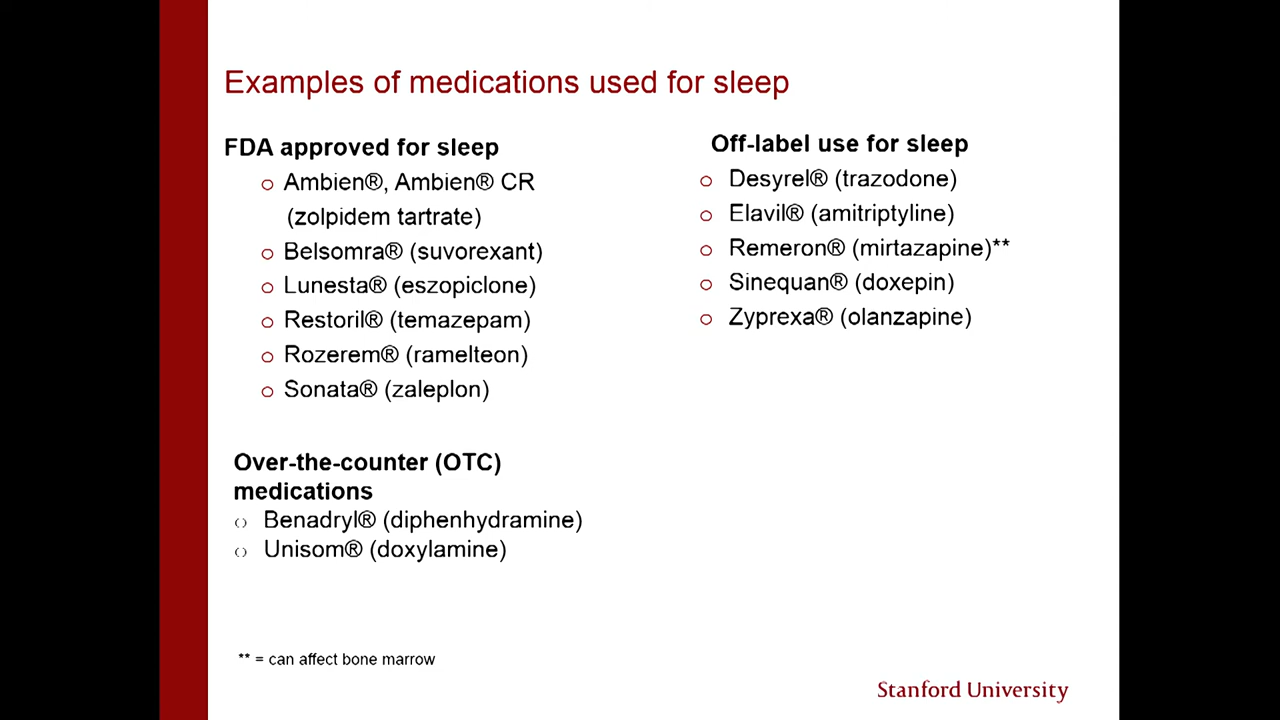 Examples of medications used for sleep
FDA approved for sleep
Ambien®, Ambien® CR
(zolpidem tartrate)
Belsomra® (suvorexant)
Lunesta® (eszopiclone)
Restoril® (temazepam)
Rozerem® (ramelteon)
Sonata® (zaleplon)
Over-the-counter (OTC)
medications
Benadryl® (diphenhydramine)
Unisom® (doxylamine)
Off-label use for sleep
Desyrel® (trazodone)
Elavil® (amitriptyline)
Remeron® (mirtazapine)**
Sinequan® (doxepin)
Zyprexa® (olanzapine)
** = can affect bone marrow
Stanford University